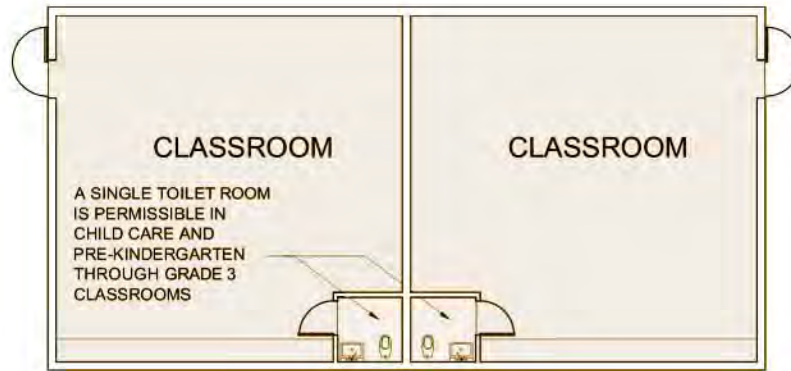 CLASSROOM
CLASSROOM
A SINGLE TOILET ROOM
IS PERMISSIBLE IN
CHILD CARE AND
PRE-KINDERGARTEN
THROUGH GRADE 3
CLASSROOMS